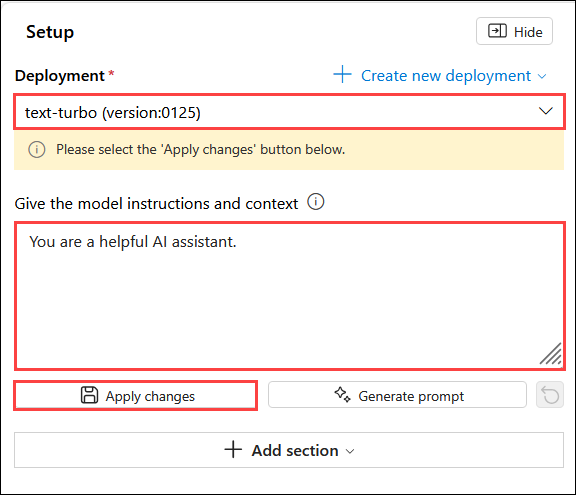 Setup
Hide
Deployment *
Create new deployment
text-turbo (version:0125)
Please select the 'Apply changes' button below.
Give the model instructions and context
You are a helpful AI assistant.
Apply changes
Generate prompt
Add section